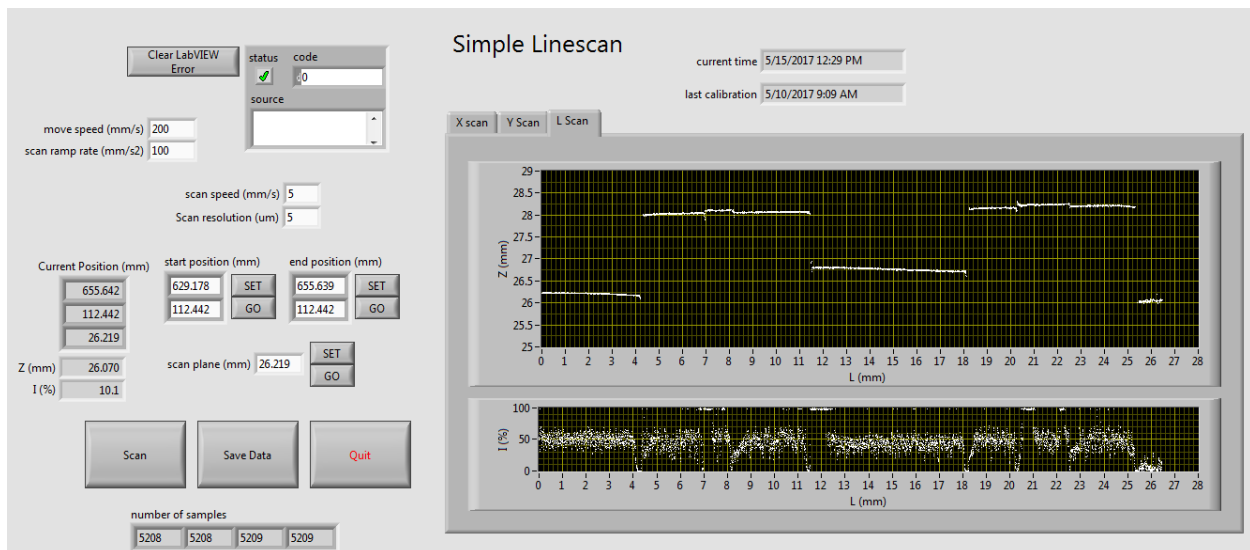 Simple Linescan
Clear LabVIEW
Error
status code
0
source
current time 5/15/2017 12:29 PM
last calibration 5/10/2017 9:09 AM
move speed (mm/s) 200
scan ramp rate (mm/s2) 100
scan speed (mm/s) 5
Scan resolution (um) 5
Current Position (mm)
655.642
112.442
26.219
Z (mm) 26.070
I (%) 10.1
start position (mm)
629.178 SET
112.442 GO
end position (mm)
655.639 SET
112.442 GO
scan plane (mm) 26.219 SET
GO
Scan Save Data Quit
number of samples
5208 5208 5209 5209
X scan Y Scan L Scan
29
28.5
28
27.5
27
26.5
26
25.5
25
Z (mm)
0 1 2 3 4 5 6 7 8 9 10 11 12 13 14 15 16 17 18 19 20 21 22 23 24 25 26 27 28
L (mm)
100
50
0
I (%)
0 1 2 3 4 5 6 7 8 9 10 11 12 13 14 15 16 17 18 19 20 21 22 23 24 25 26 27 28
L (mm)